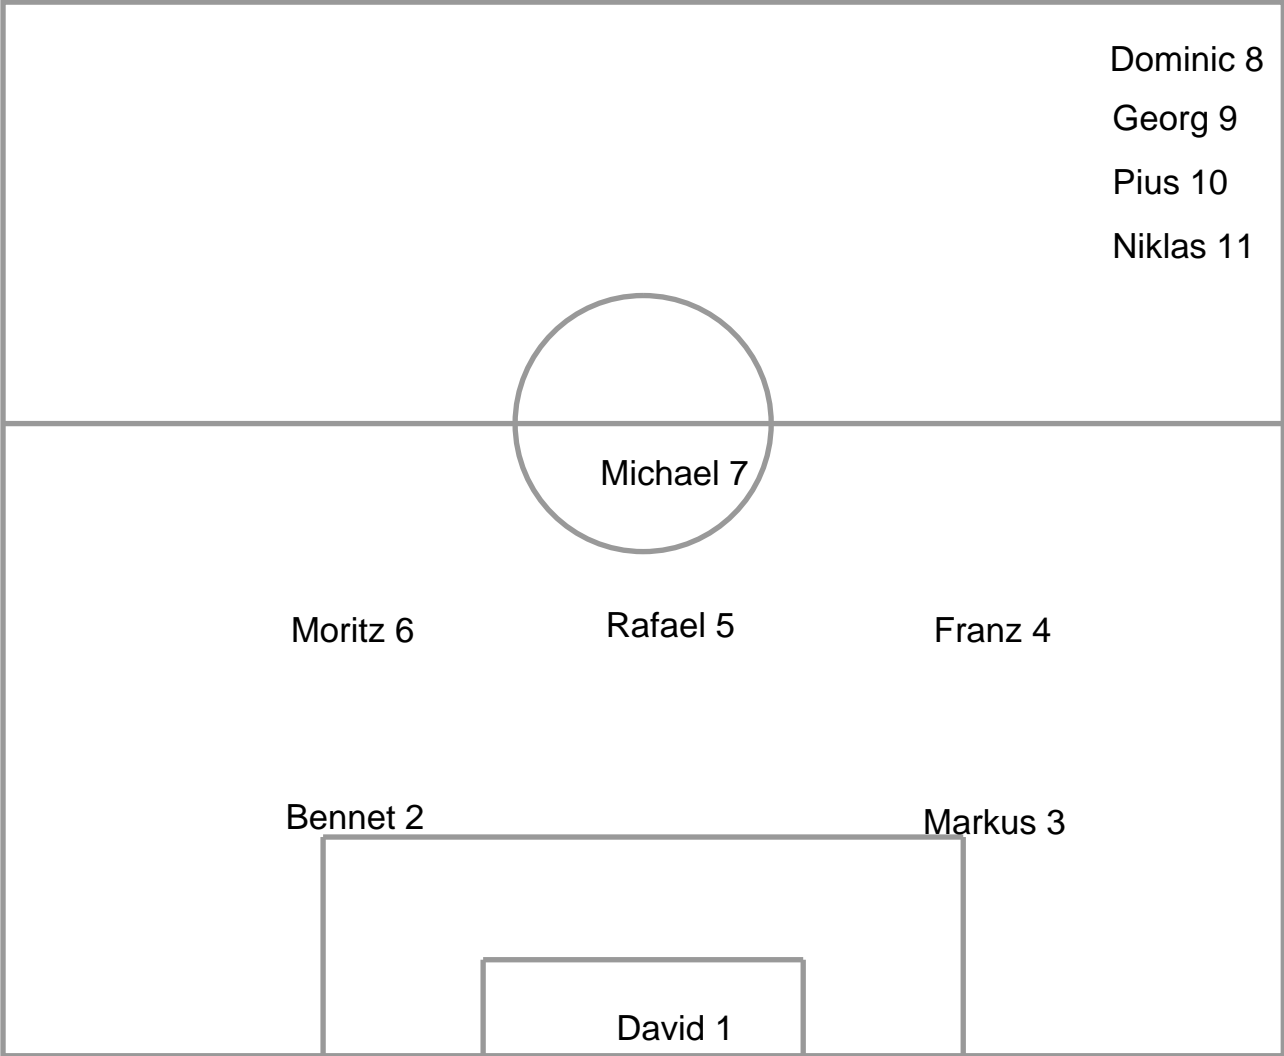 Dominic 8
Georg 9
Pius 10
Niklas 11
Michael 7
Moritz 6
Rafael 5
Franz 4
Bennet 2
Markus 3
David 1